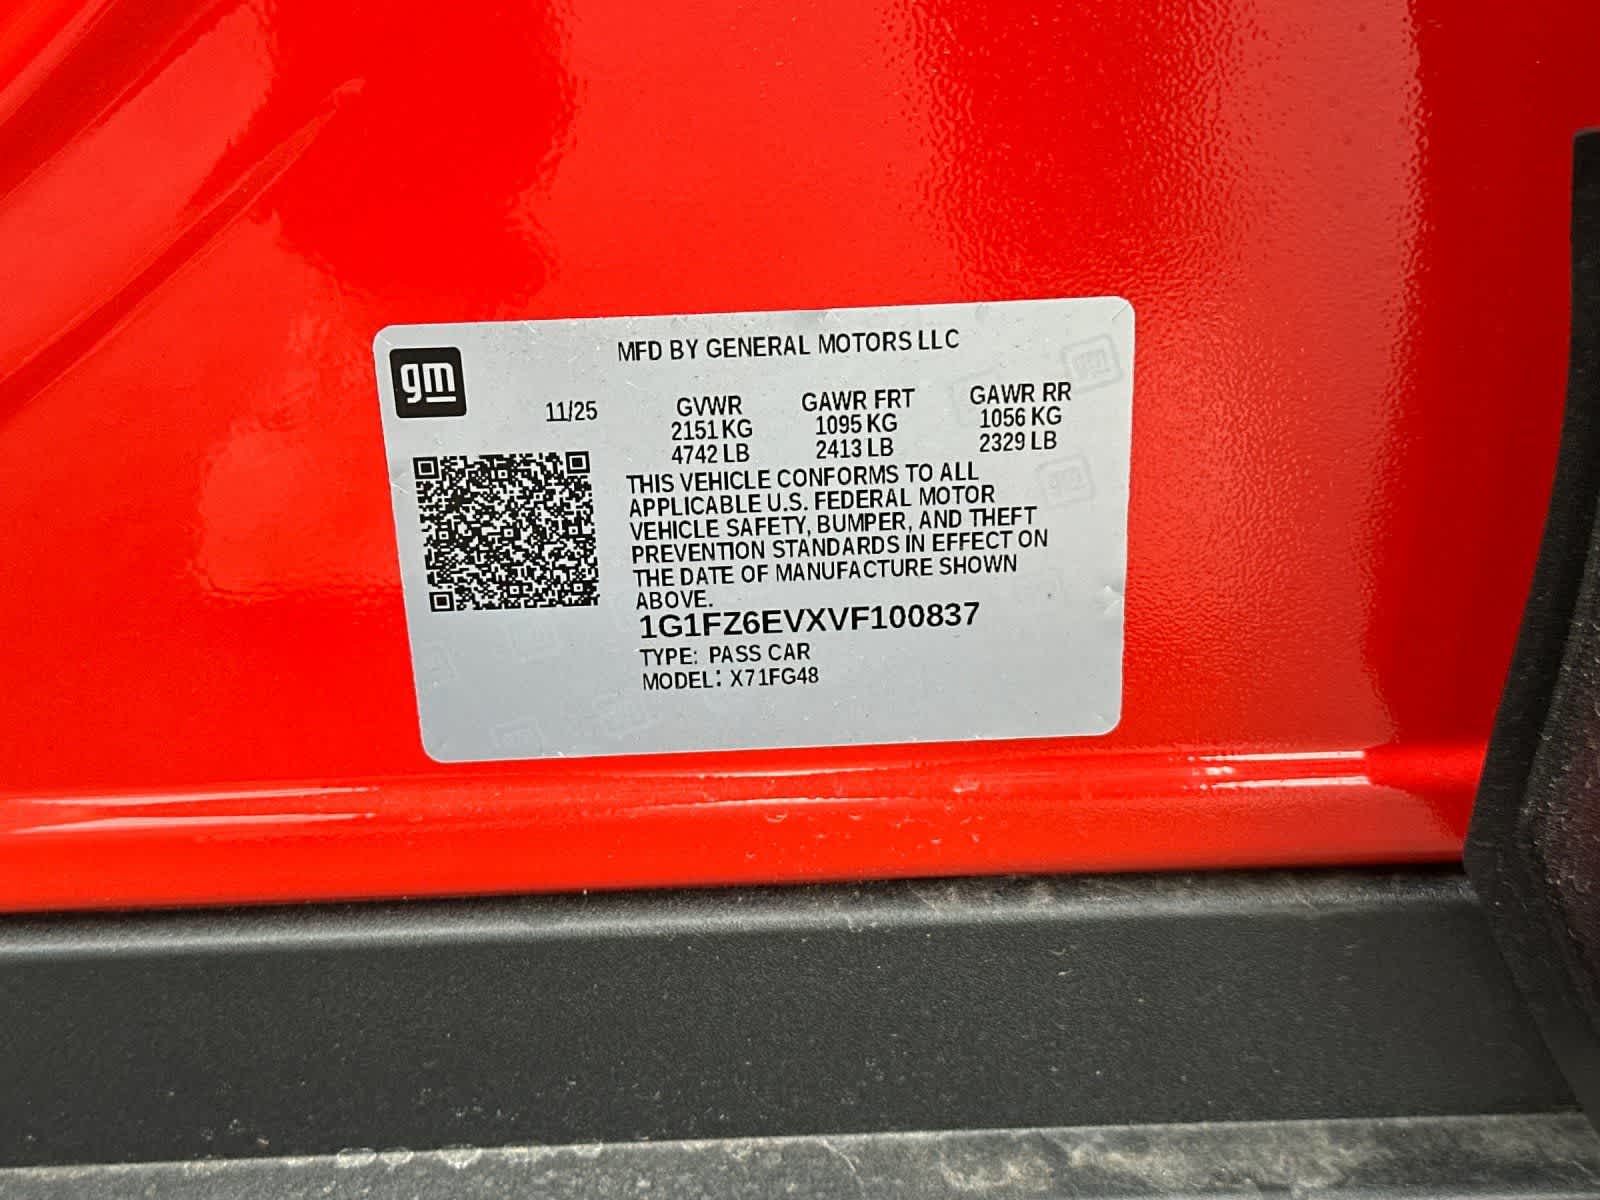 MFD BY GENERAL MOTORS LLC
gm
11/25
GVWR GAWR FRT GAWR RR
2151 KG 1095 KG 1056 KG
4742 LB 2413 LB 2329 LB
THIS VEHICLE CONFORMS TO ALL
APPLICABLE U.S. FEDERAL MOTOR
VEHICLE SAFETY, BUMPER, AND THEFT
PREVENTION STANDARDS IN EFFECT ON
THE DATE OF MANUFACTURE SHOWN
ABOVE.
1G1FZ6EVXVF100837
TYPE: PASS CAR
MODEL: X71FG48